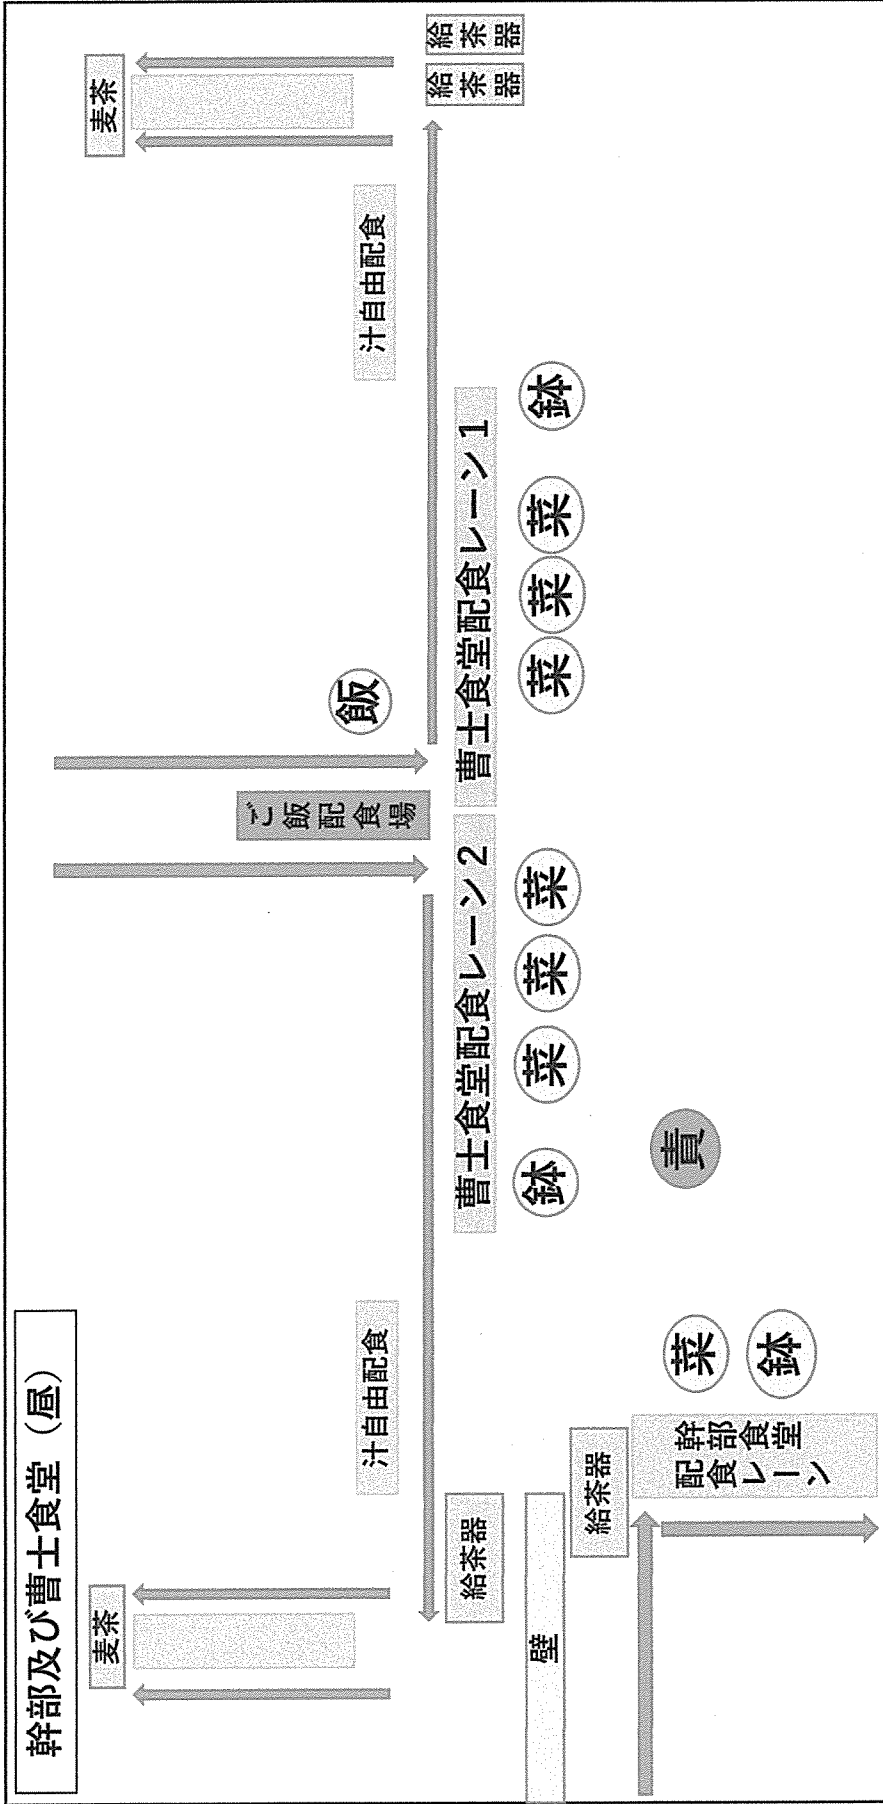 幹部及び曹士食堂（昼）
麦茶
麦茶
ご飯配食場
飯
汁自由配食
汁自由配食
給茶器
給茶器
給茶器
曹士食堂配食レーン２
曹士食堂配食レーン１
鉢
菜
菜
菜
菜
菜
菜
鉢
壁
給茶器
責
幹部食堂
配食レーン
菜
鉢